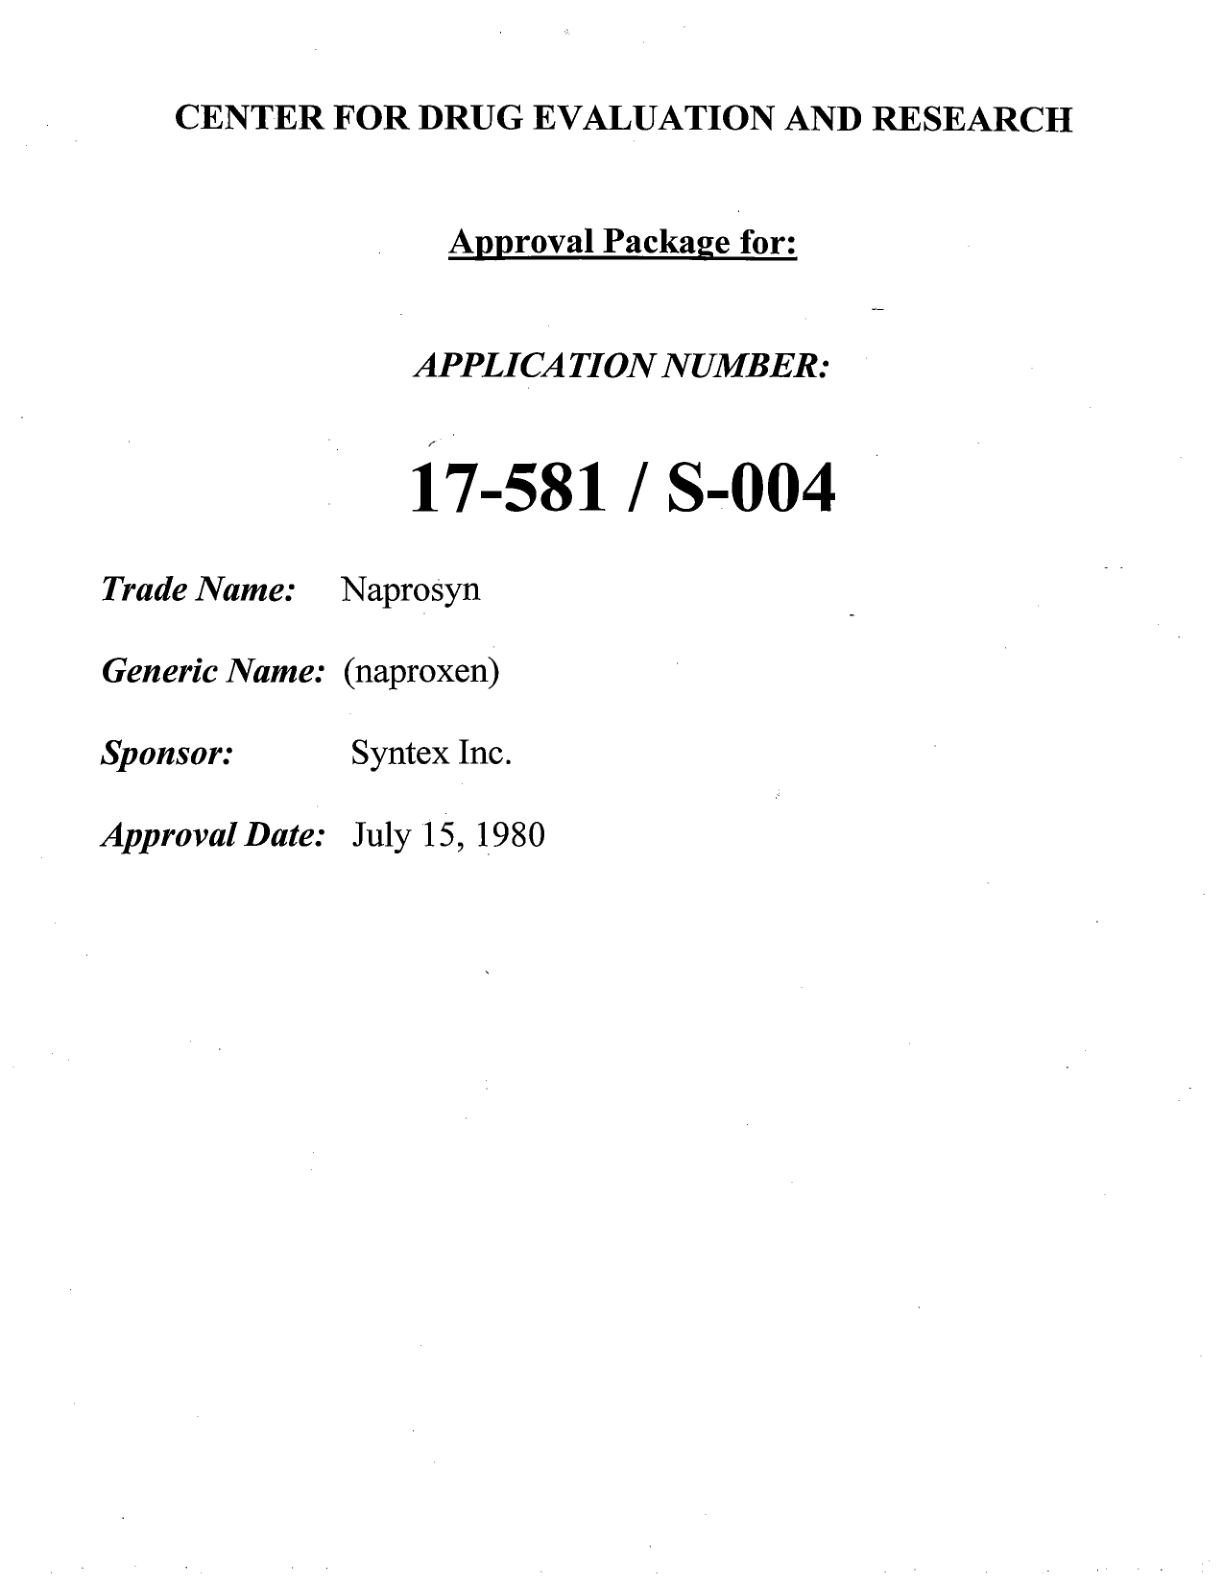 CENTER FOR DRUG EVALUATION AND RESEARCH
Approval Package for:
APPLICATION NUMBER:
17-581 / S-004
Trade Name: Naprosyn
Generic Name: (naproxen)
Sponsor: Syntex Inc.
Approval Date: July 15, 1980